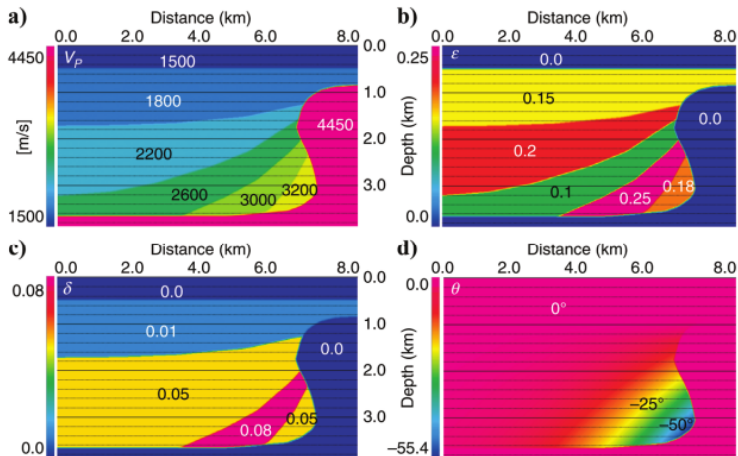 a)
Distance (km)
0.0 2.0 4.0 6.0 8.0
4450
[m/s]
1500
V_P
1500
1800
2200
2600
3000
3200
4450
0.0
1.0
2.0
3.0
Depth (km)
b)
Distance (km)
0.0 2.0 4.0 6.0 8.0
0.25
0.0
ε
0.0
0.15
0.2
0.1
0.25
0.18
0.0
c)
Distance (km)
0.0 2.0 4.0 6.0 8.0
0.08
0.0
δ
0.0
0.01
0.05
0.08
0.05
0.0
0.0
1.0
2.0
3.0
Depth (km)
d)
Distance (km)
0.0 2.0 4.0 6.0 8.0
0.0
−55.4
θ
0°
−25°
−50°